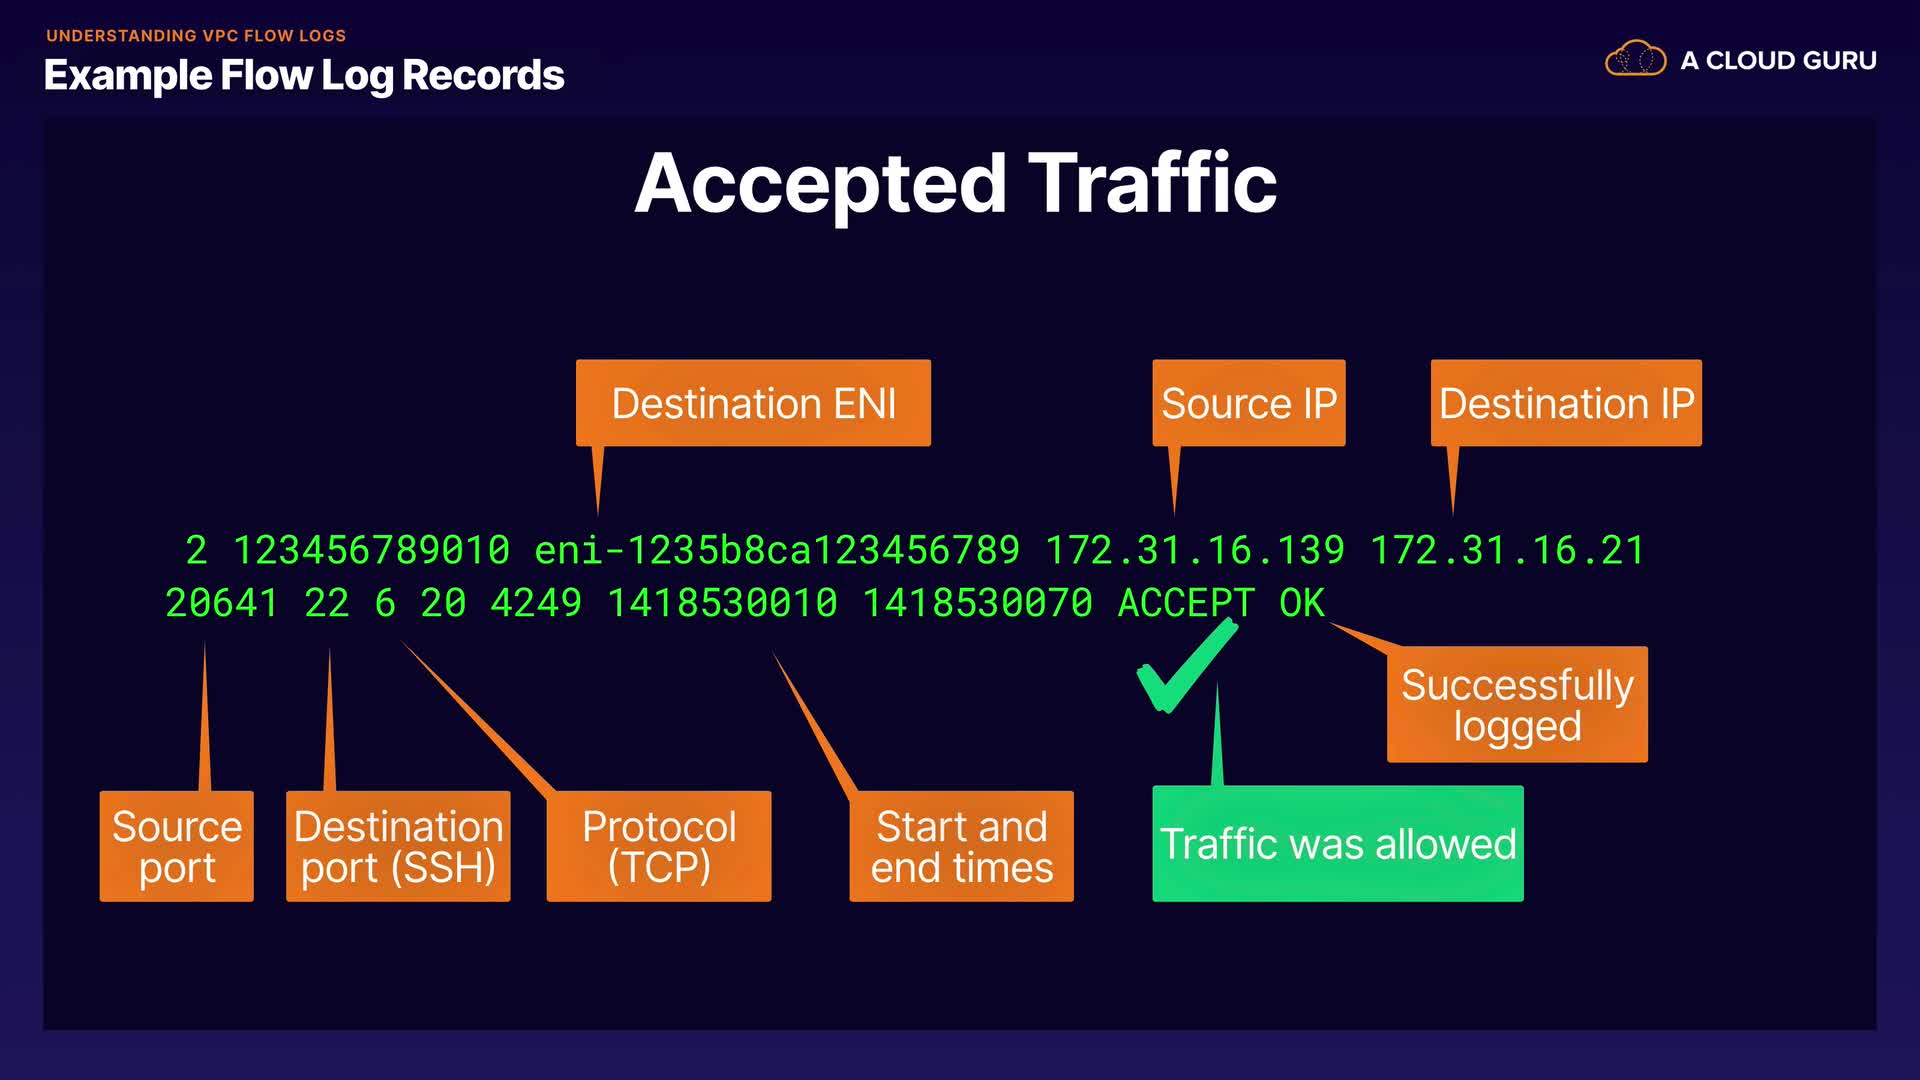 UNDERSTANDING VPC FLOW LOGS
Example Flow Log Records
A CLOUD GURU
Accepted Traffic
Destination ENI
Source IP
Destination IP
2 123456789010 eni-1235b8ca123456789 172.31.16.139 172.31.16.21
20641 22 6 20 4249 1418530010 1418530070 ACCEPT OK
Successfully
logged
Source
port
Destination
port (SSH)
Protocol
(TCP)
Start and
end times
Traffic was allowed